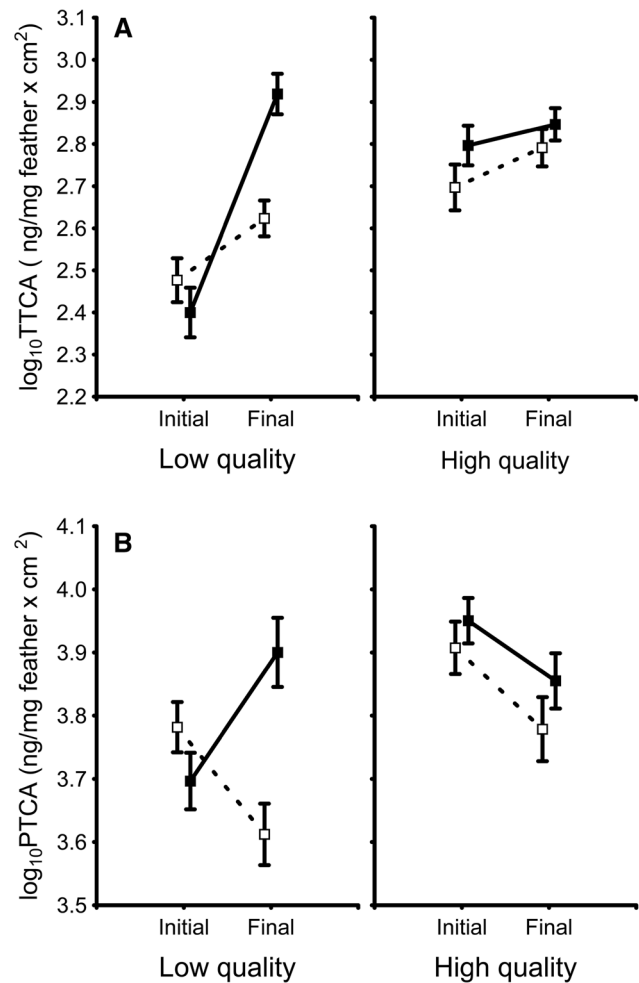 A
log10TTCA ( ng/mg feather x cm2)
3.1
3.0
2.9
2.8
2.7
2.6
2.5
2.4
2.3
2.2
Initial Final Initial Final
Low quality High quality
B
log10PTCA (ng/mg feather x cm2)
4.1
4.0
3.9
3.8
3.7
3.6
3.5
Initial Final Initial Final
Low quality High quality